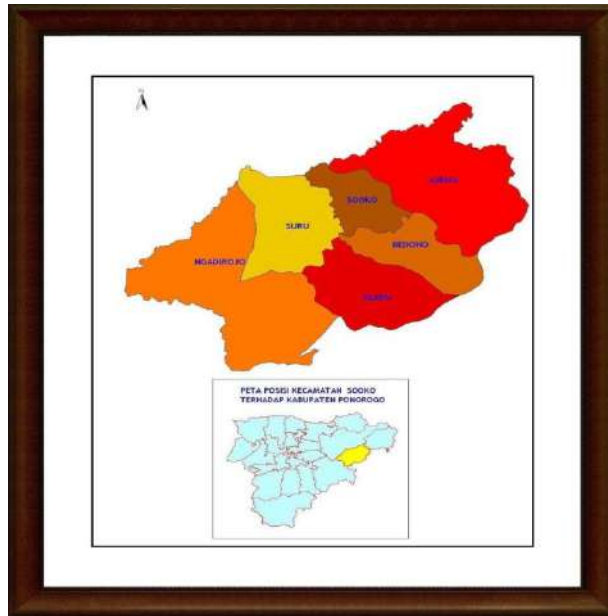 SOOKO
SURU
BEDOHO
NGADIROJO
PETA POSISI KECAMATAN SOOKO
TERHADAP KABUPATEN PONOROGO